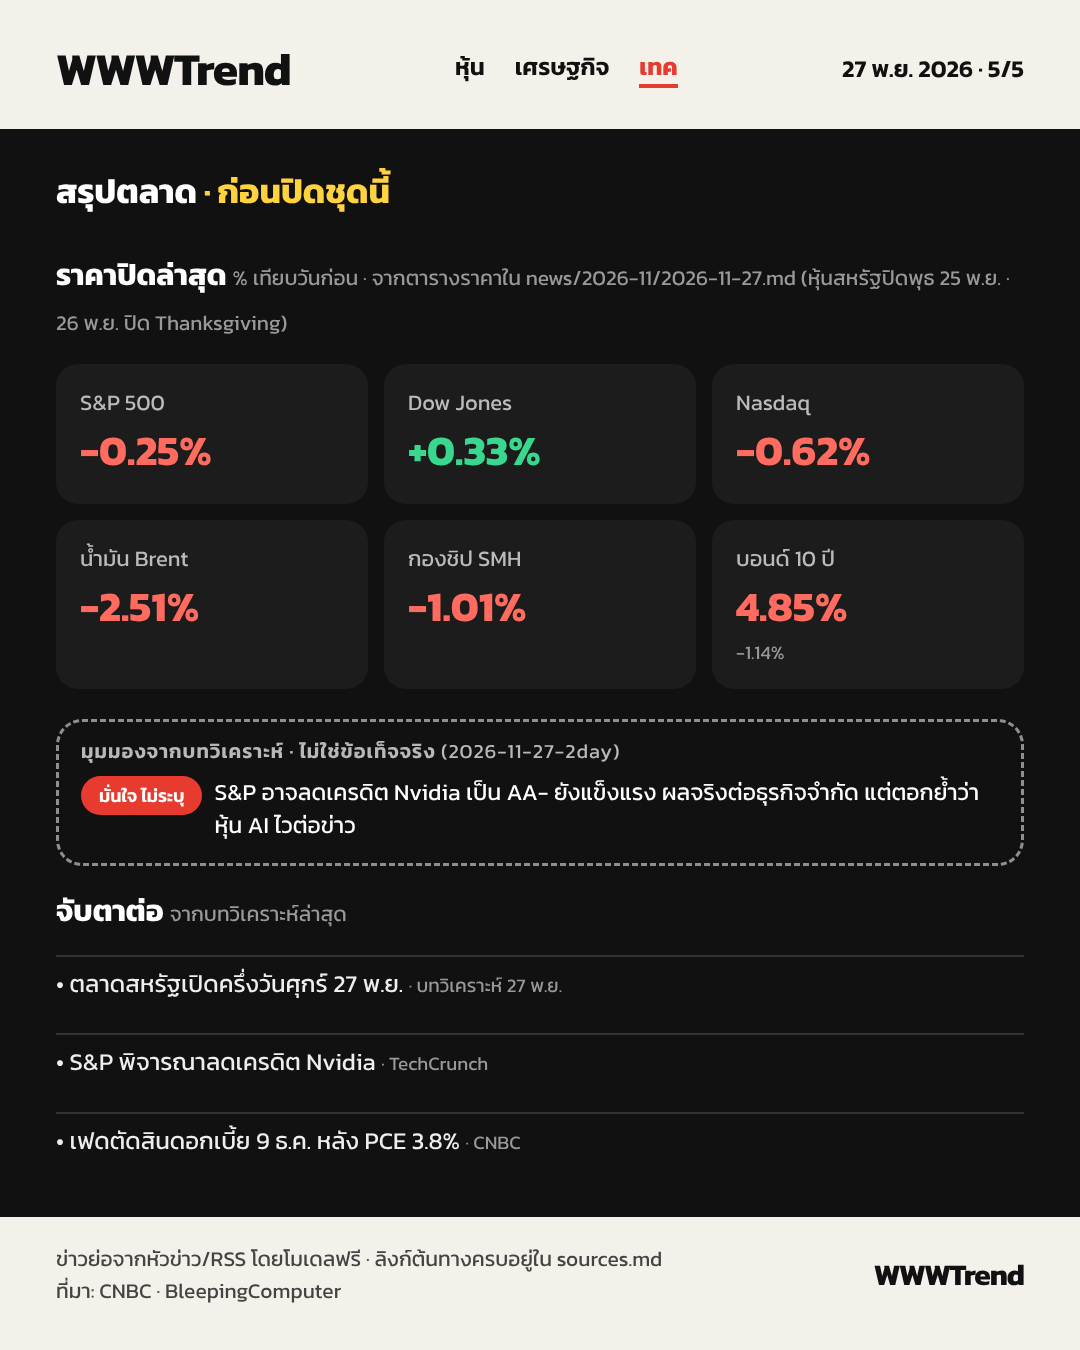 WWWTrend
หุ้น เศรษฐกิจ เทค
27 พ.ย. 2026 · 5/5
สรุปตลาด · ก่อนปิดชุดนี้
ราคาปิดล่าสุด % เทียบวันก่อน · จากตารางราคาใน news/2026-11/2026-11-27.md (หุ้นสหรัฐปิดพุธ 25 พ.ย. ·
26 พ.ย. ปิด Thanksgiving)
S&P 500
-0.25%
Dow Jones
+0.33%
Nasdaq
-0.62%
น้ำมัน Brent
-2.51%
กองชิป SMH
-1.01%
บอนด์ 10 ปี
4.85%
-1.14%
มุมมองจากบทวิเคราะห์ · ไม่ใช่ข้อเท็จจริง (2026-11-27-2day)
มั่นใจ ไม่ระบุ
S&P อาจลดเครดิต Nvidia เป็น AA- ยังแข็งแรง ผลจริงต่อธุรกิจจำกัด แต่ตอกย้ำว่า
หุ้น AI ไวต่อข่าว
จับตาต่อ จากบทวิเคราะห์ล่าสุด
• ตลาดสหรัฐเปิดครึ่งวันศุกร์ 27 พ.ย. · บทวิเคราะห์ 27 พ.ย.
• S&P พิจารณาลดเครดิต Nvidia · TechCrunch
• เฟดตัดสินดอกเบี้ย 9 ธ.ค. หลัง PCE 3.8% · CNBC
ข่าวย่อจากหัวข่าว/RSS โดยโมเดลฟรี · ลิงก์ต้นทางครบอยู่ใน sources.md
ที่มา: CNBC · BleepingComputer
WWWTrend